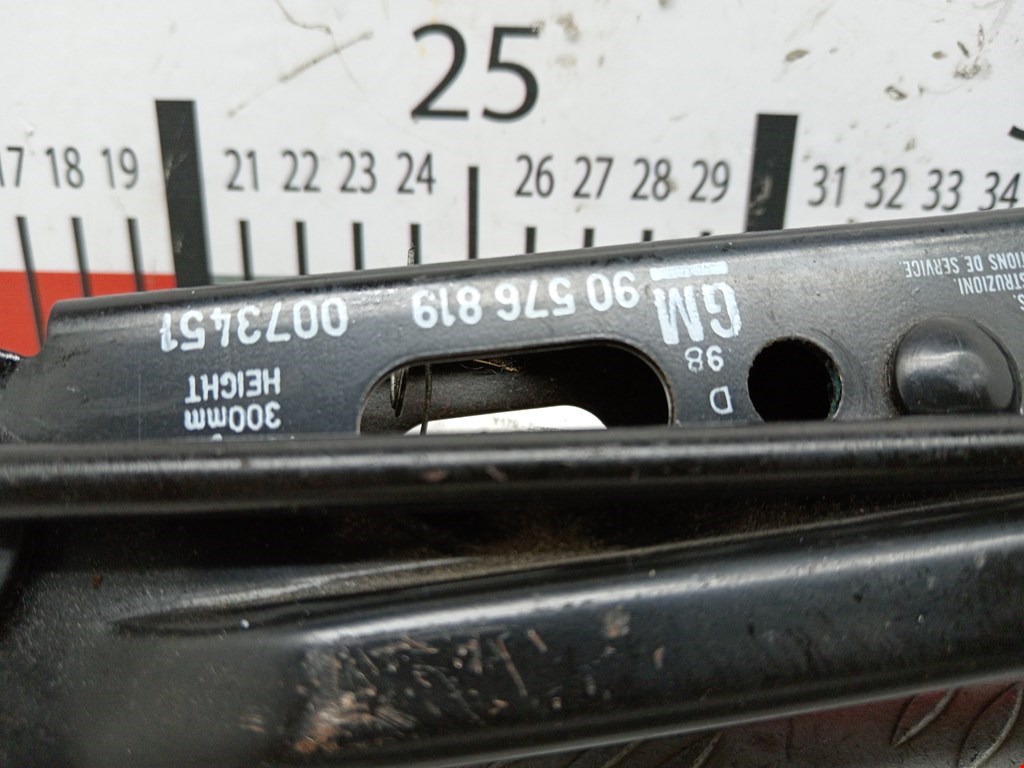 25
17 18 19 21 22 23 24 26 27 28 29 31 32 33 34
GM 90 576 819 0073451
D 98
300mm
HEIGHT
STRUZIONI.
TIONS DE SERVICE.